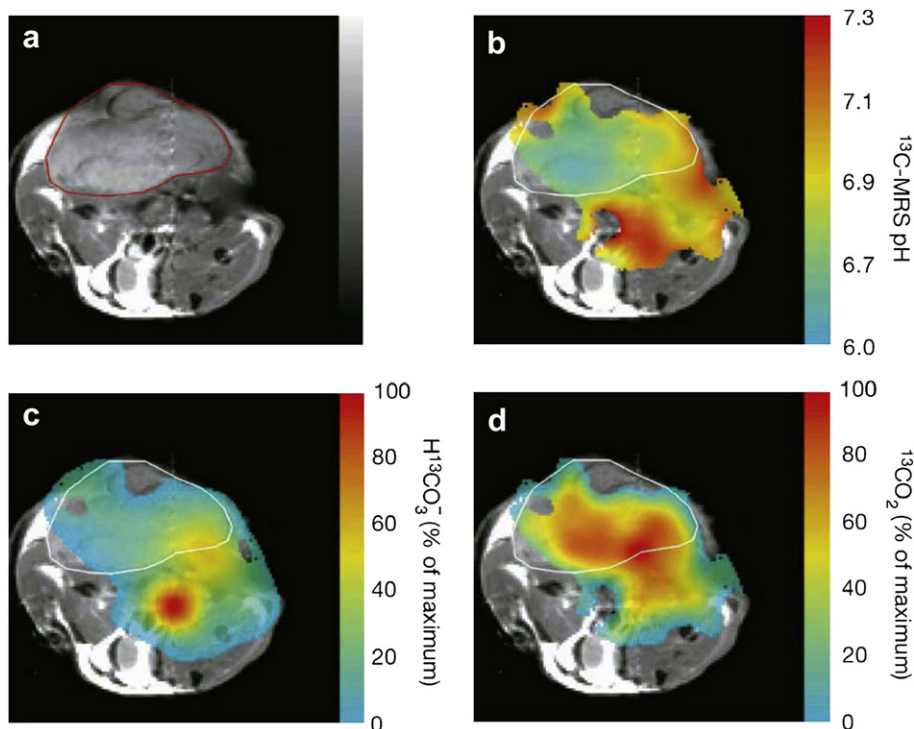 a
b
7.3
7.1
6.9
6.7
6.0
¹³C-MRS pH
c
100
80
60
40
20
0
H¹³CO₃⁻ (% of maximum)
d
100
80
60
40
20
0
¹³CO₂ (% of maximum)